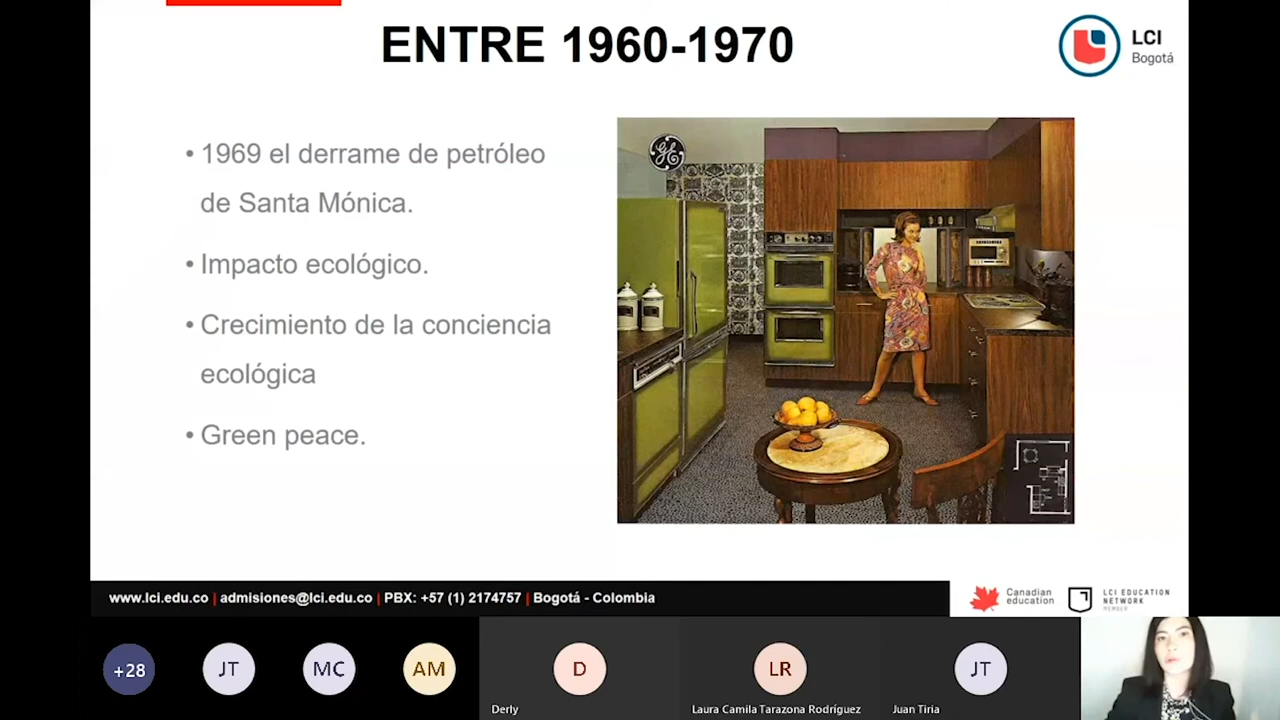 ENTRE 1960-1970
LCI
Bogotá
• 1969 el derrame de petróleo
de Santa Mónica.
• Impacto ecológico.
• Crecimiento de la conciencia
ecológica
• Green peace.
GE
www.lci.edu.co | admisiones@lci.edu.co | PBX: +57 (1) 2174757 | Bogotá - Colombia
Canadian
education
LCI EDUCATION
NETWORK
MEMBER
+28
JT
MC
AM
D
LR
JT
Derly
Laura Camila Tarazona Rodríguez
Juan Tiria